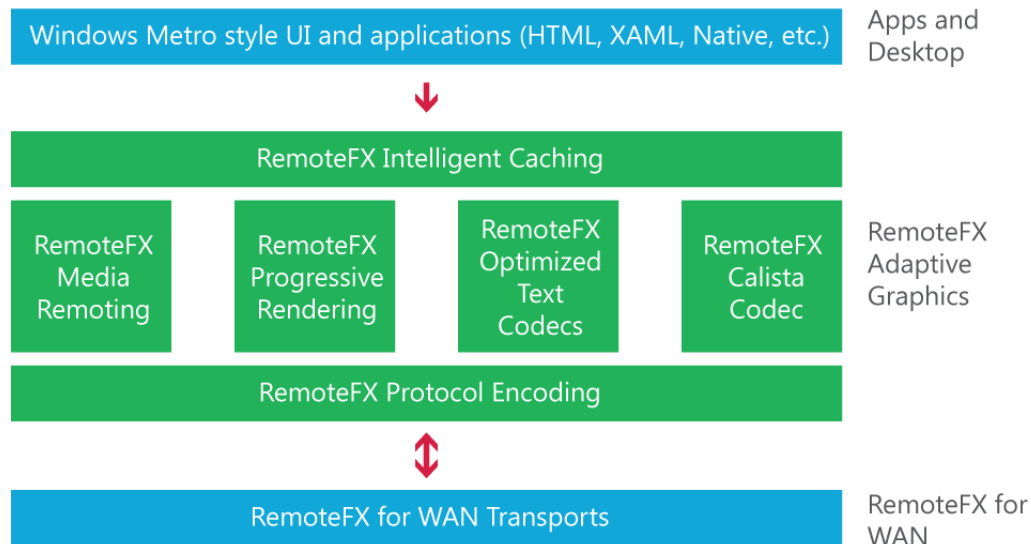 Windows Metro style UI and applications (HTML, XAML, Native, etc.)
Apps and
Desktop
RemoteFX Intelligent Caching
RemoteFX
Media
Remoting
RemoteFX
Progressive
Rendering
RemoteFX
Optimized
Text
Codecs
RemoteFX
Calista
Codec
RemoteFX
Adaptive
Graphics
RemoteFX Protocol Encoding
RemoteFX for WAN Transports
RemoteFX for
WAN